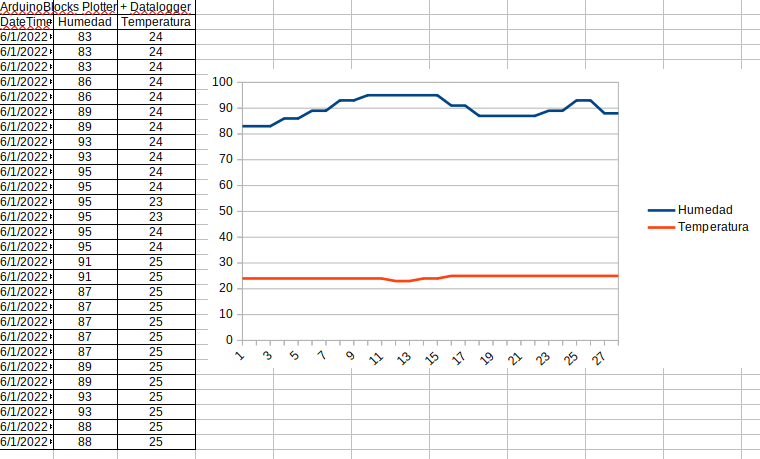 ArduinoBlocks Plotter + Datalogger
DateTime Humedad Temperatura
6/1/2022 83 24
6/1/2022 83 24
6/1/2022 83 24
6/1/2022 86 24
6/1/2022 86 24
6/1/2022 89 24
6/1/2022 89 24
6/1/2022 93 24
6/1/2022 93 24
6/1/2022 95 24
6/1/2022 95 24
6/1/2022 95 23
6/1/2022 95 23
6/1/2022 95 24
6/1/2022 95 24
6/1/2022 91 25
6/1/2022 91 25
6/1/2022 87 25
6/1/2022 87 25
6/1/2022 87 25
6/1/2022 87 25
6/1/2022 87 25
6/1/2022 89 25
6/1/2022 89 25
6/1/2022 93 25
6/1/2022 93 25
6/1/2022 88 25
6/1/2022 88 25
100
90
80
70
60
50
40
30
20
10
0
1 3 5 7 9 11 13 15 17 19 21 23 25 27
Humedad
Temperatura